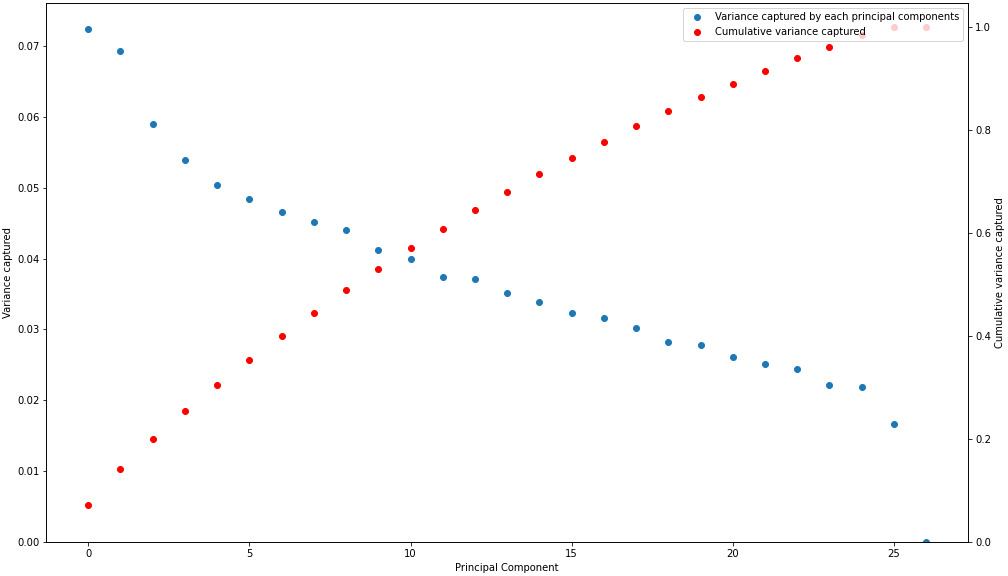 Variance captured by each principal components
Cumulative variance captured
0.07
0.06
0.05
0.04
0.03
0.02
0.01
0.00
Variance captured
1.0
0.8
0.6
0.4
0.2
0.0
Cumulative variance captured
0 5 10 15 20 25
Principal Component